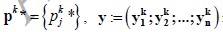 p^k* = {p_j^k *}, y := (y_1^k; y_2^k; ...; y_n^k)